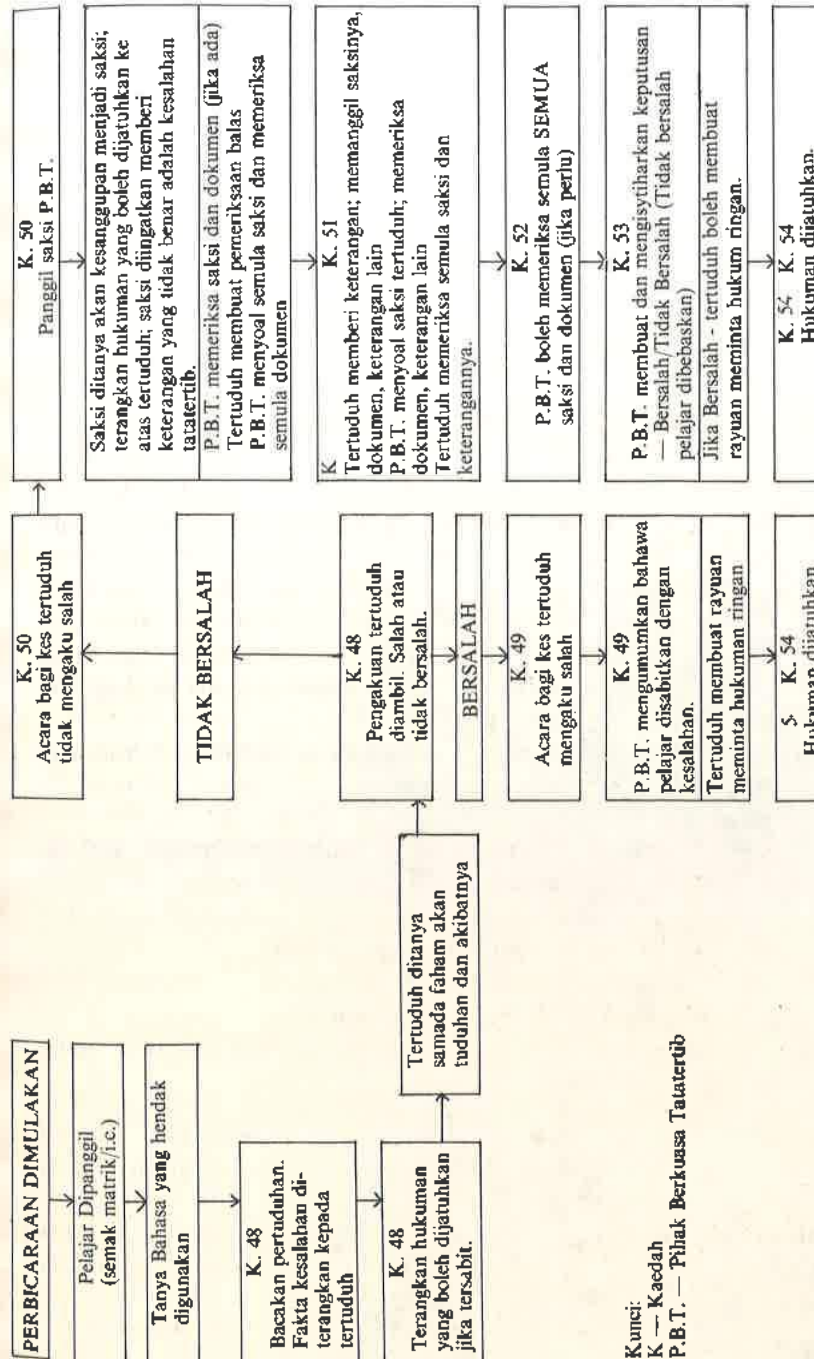 PERBICARAAN DIMULAKAN
Pelajar Dipanggil
(semak matrik/i.c.)
Tanya Bahasa yang hendak
digunakan
K. 48
Bacakan pertuduhan.
Fakta kesalahan di-
terangkan kepada
tertuduh
K. 48
Terangkan hukuman
yang boleh dijatuhkan
jika tersabit.
Tertuduh ditanya
samada faham akan
tuduhan dan akibatnya
K. 48
Pengakuan tertuduh
diambil. Salah atau
tidak bersalah.
TIDAK BERSALAH
K. 50
Acara bagi kes tertuduh
tidak mengaku salah
BERSALAH
K. 49
Acara bagi kes tertuduh
mengaku salah
K. 49
P.B.T. mengumumkan bahawa
pelajar disabitkan dengan
kesalahan.
Tertuduh membuat rayuan
meminta hukuman ringan
5- K. 54
Hukuman dijatuhkan
K. 50
Panggil saksi P.B.T.
Saksi ditanya akan kesanggupan menjadi saksi;
terangkan hukuman yang boleh dijatuhkan ke
atas tertuduh; saksi diingatkan memberi
keterangan yang tidak benar adalah kesalahan
tatatertib.
P.B.T. memeriksa saksi dan dokumen (jika ada)
Tertuduh membuat pemeriksaan balas
P.B.T. menyoal semula saksi dan memeriksa
semula dokumen
K. 51
K
Tertuduh memberi keterangan; memanggil saksinya,
dokumen, keterangan lain
P.B.T. menyoal saksi tertuduh; memeriksa
dokumen, keterangan lain
Tertuduh memeriksa semula saksi dan
keterangannya.
K. 52
P.B.T. boleh memeriksa semula SEMUA
saksi dan dokumen (jika perlu)
K. 53
P.B.T. membuat dan mengisytiharkan keputusan
— Bersalah/Tidak Bersalah (Tidak bersalah
pelajar dibebaskan)
Jika Bersalah - tertuduh boleh membuat
rayuan meminta hukum ringan.
K. 54 K. 54
Hukuman dijatuhkan.
Kunci:
K — Kaedah
P.B.T. — Pihak Berkuasa Tatatertib